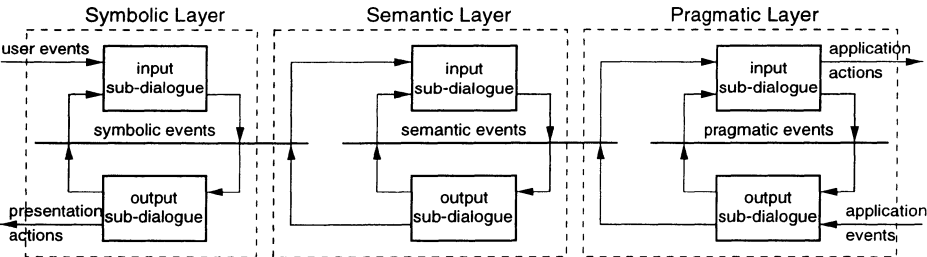 Symbolic Layer
Semantic Layer
Pragmatic Layer
user events
input
sub-dialogue
input
sub-dialogue
input
sub-dialogue
application
actions
symbolic events
semantic events
pragmatic events
presentation
actions
output
sub-dialogue
output
sub-dialogue
output
sub-dialogue
application
events